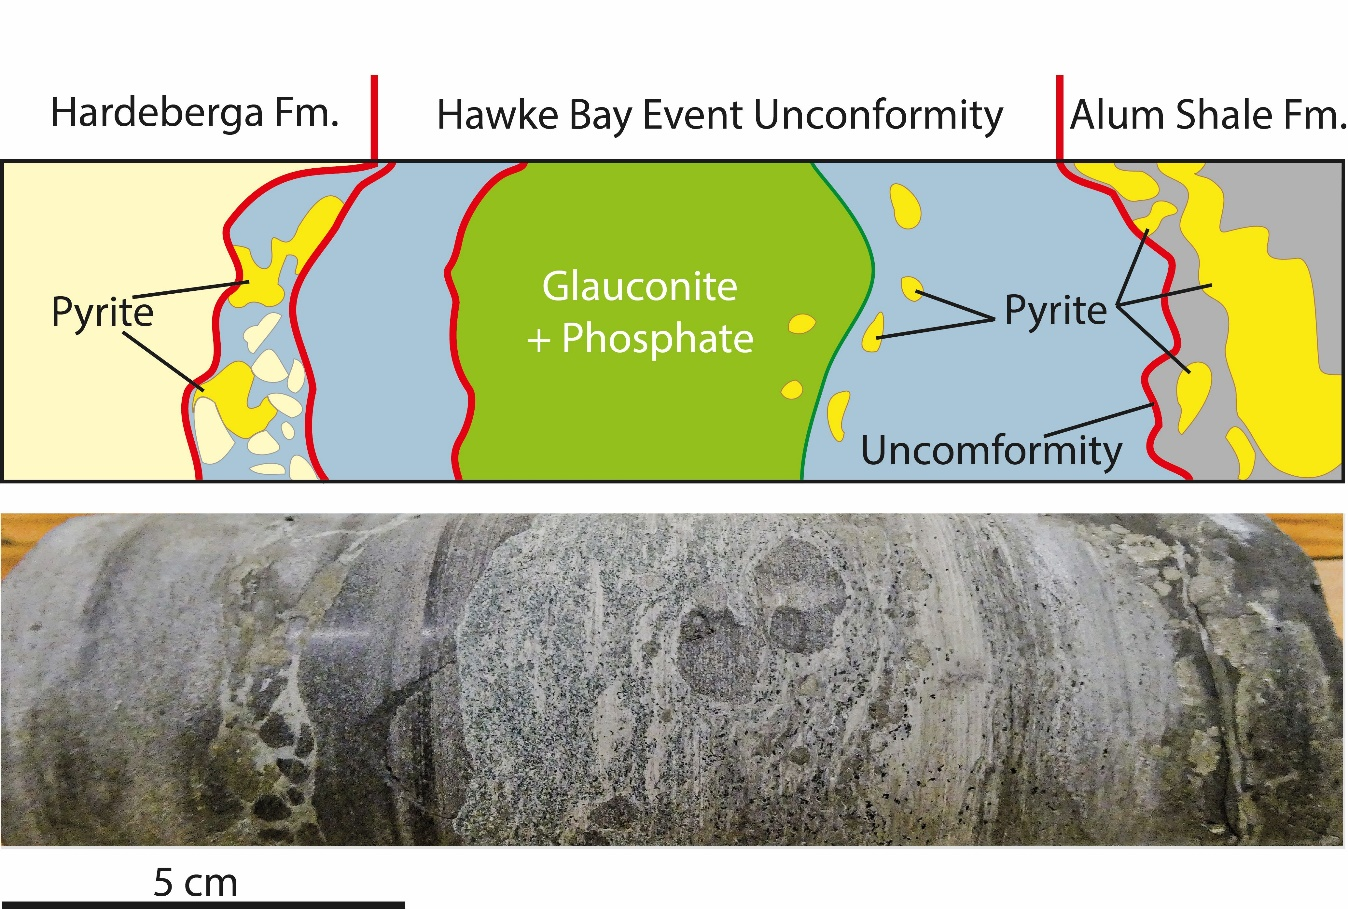 Hardeberga Fm.
Hawke Bay Event Unconformity
Alum Shale Fm.
Pyrite
Glauconite
+ Phosphate
Pyrite
Uncomformity
5 cm